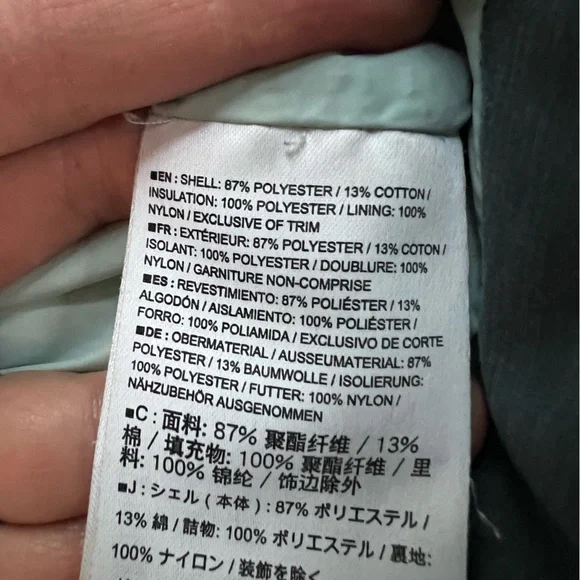 ■EN : SHELL: 87% POLYESTER / 13% COTTON /
INSULATION: 100% POLYESTER / LINING: 100%
NYLON / EXCLUSIVE OF TRIM
■FR : EXTÉRIEUR: 87% POLYESTER / 13% COTON /
ISOLANT: 100% POLYESTER / DOUBLURE: 100%
NYLON / GARNITURE NON-COMPRISE
■ES : REVESTIMIENTO: 87% POLIÉSTER / 13%
ALGODÓN / AISLAMIENTO: 100% POLIÉSTER /
FORRO: 100% POLIAMIDA / EXCLUSIVO DE CORTE
■DE : OBERMATERIAL / AUSSEUMATERIAL: 87%
POLYESTER / 13% BAUMWOLLE / ISOLIERUNG:
100% POLYESTER / FUTTER: 100% NYLON /
NÄHZUBEHÖR AUSGENOMMEN
■C : 面料: 87% 聚酯纤维 / 13%
棉 / 填充物: 100% 聚酯纤维 / 里
料: 100% 锦纶 / 饰边除外
■J : シェル ( 本体 ) : 87% ポリエステル /
13% 綿 / 詰物: 100% ポリエステル / 裏地:
100% ナイロン / 装飾を除く